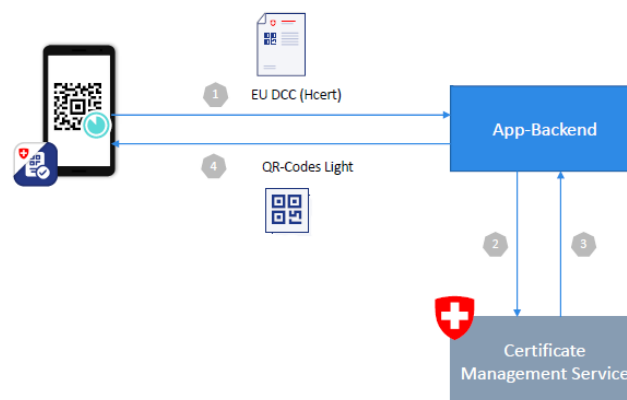 1
EU DCC (Hcert)
App-Backend
4
QR-Codes Light
2
3
Certificate
Management Service